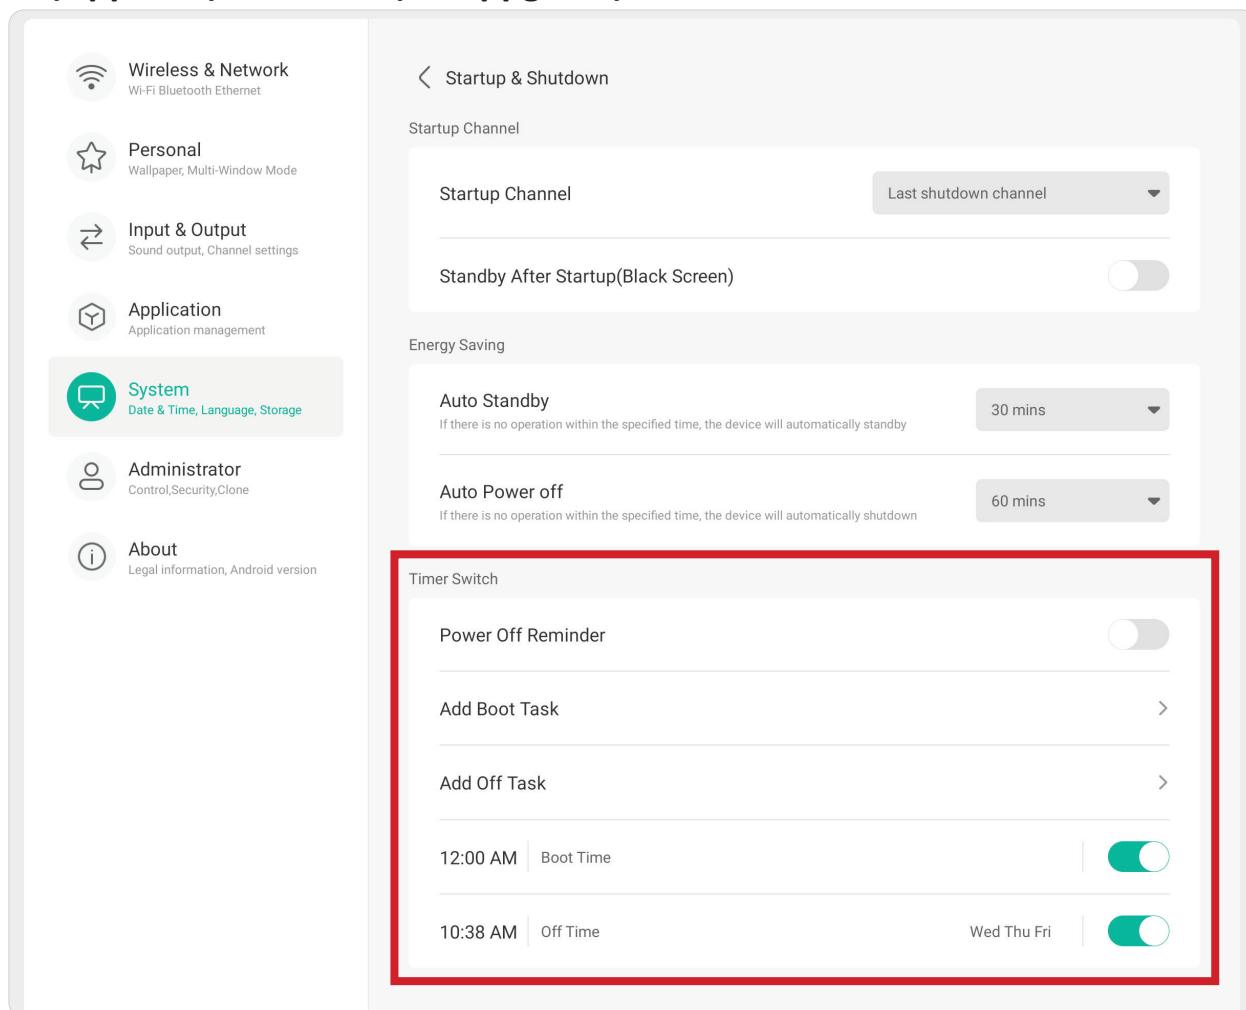 Wireless & Network
Wi-Fi Bluetooth Ethernet
Personal
Wallpaper, Multi-Window Mode
Input & Output
Sound output, Channel settings
Application
Application management
System
Date & Time, Language, Storage
Administrator
Control,Security,Clone
About
Legal information, Android version
Startup & Shutdown
Startup Channel
Startup Channel
Last shutdown channel
Standby After Startup(Black Screen)
Energy Saving
Auto Standby
30 mins
If there is no operation within the specified time, the device will automatically standby
Auto Power off
60 mins
If there is no operation within the specified time, the device will automatically shutdown
Timer Switch
Power Off Reminder
Add Boot Task
Add Off Task
12:00 AM Boot Time
10:38 AM Off Time Wed Thu Fri